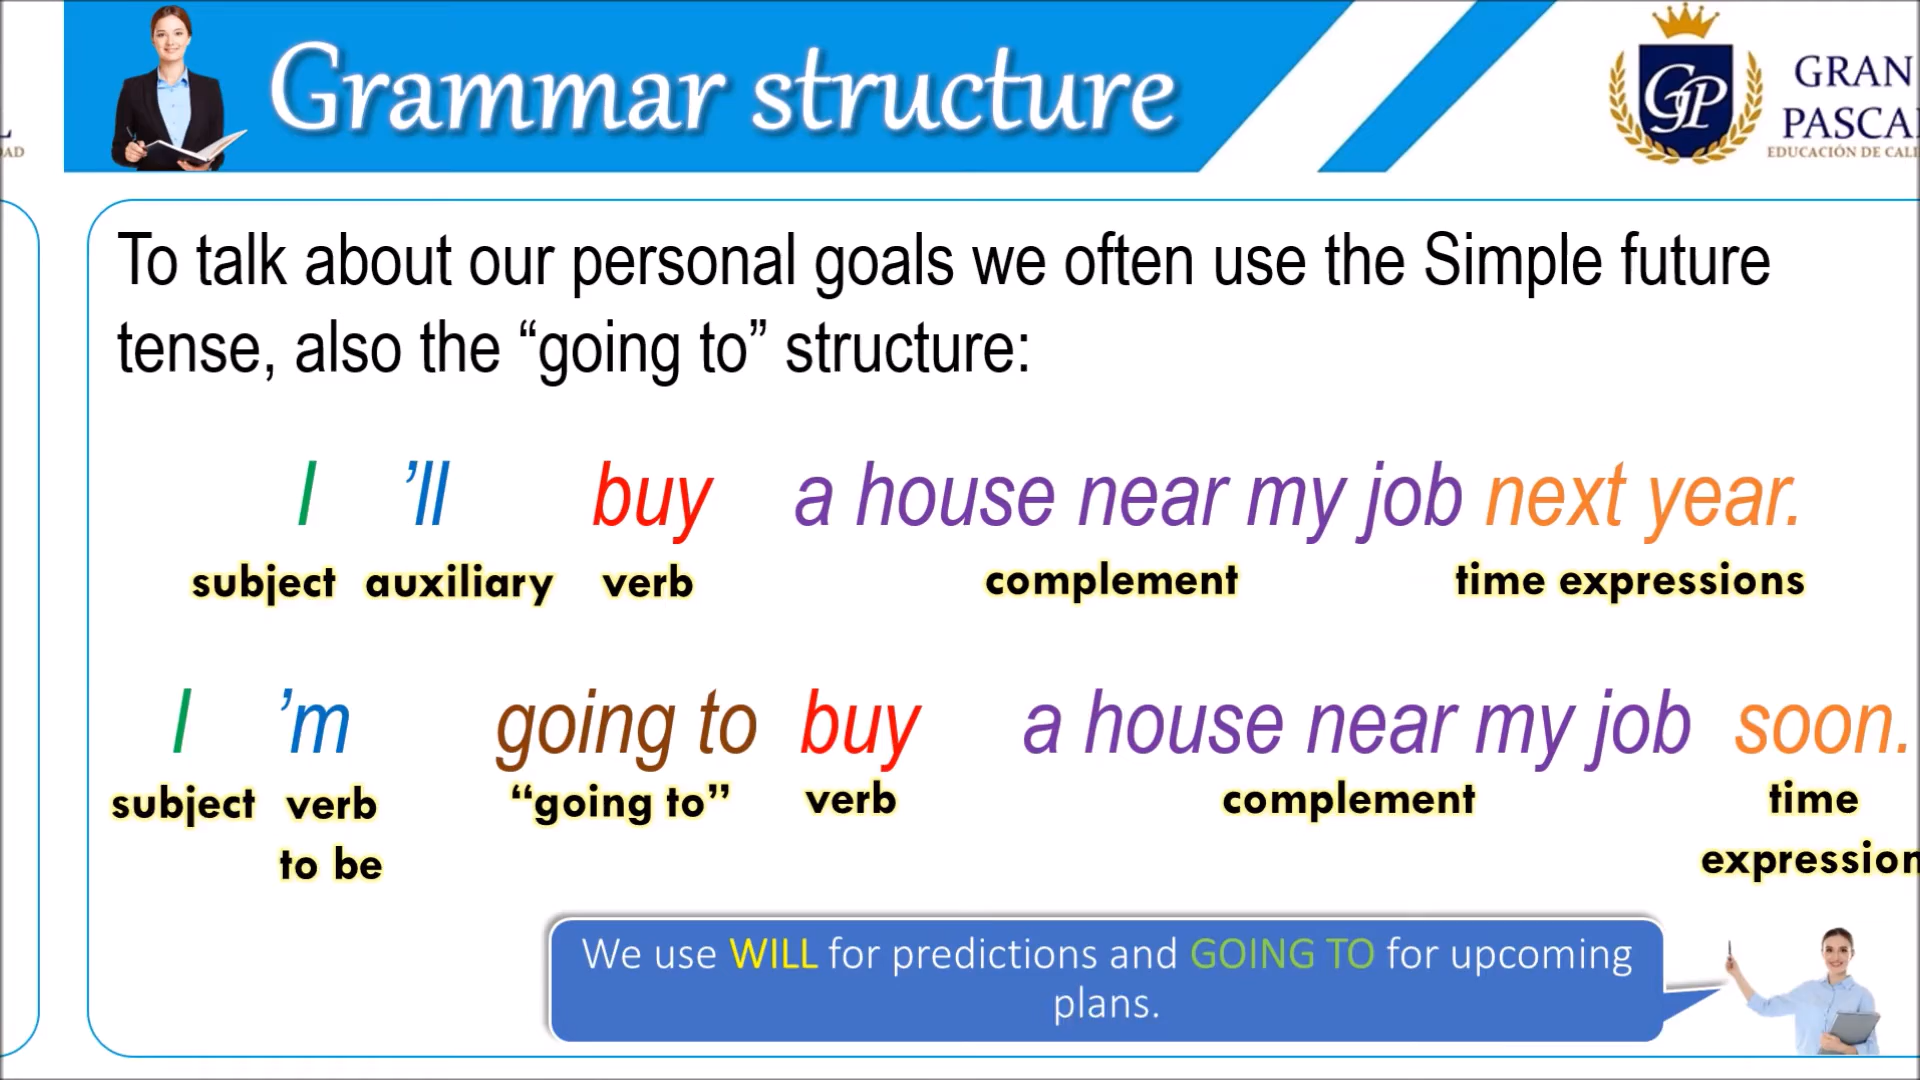 Grammar structure
GP
GRAN
PASCA
EDUCACIÓN DE CALI
L
DAD
To talk about our personal goals we often use the Simple future
tense, also the “going to” structure:
I ’ll buy a house near my job next year.
subject auxiliary verb complement time expressions
I ’m going to buy a house near my job soon.
subject verb “going to” verb complement time
to be expression
We use WILL for predictions and GOING TO for upcoming
plans.